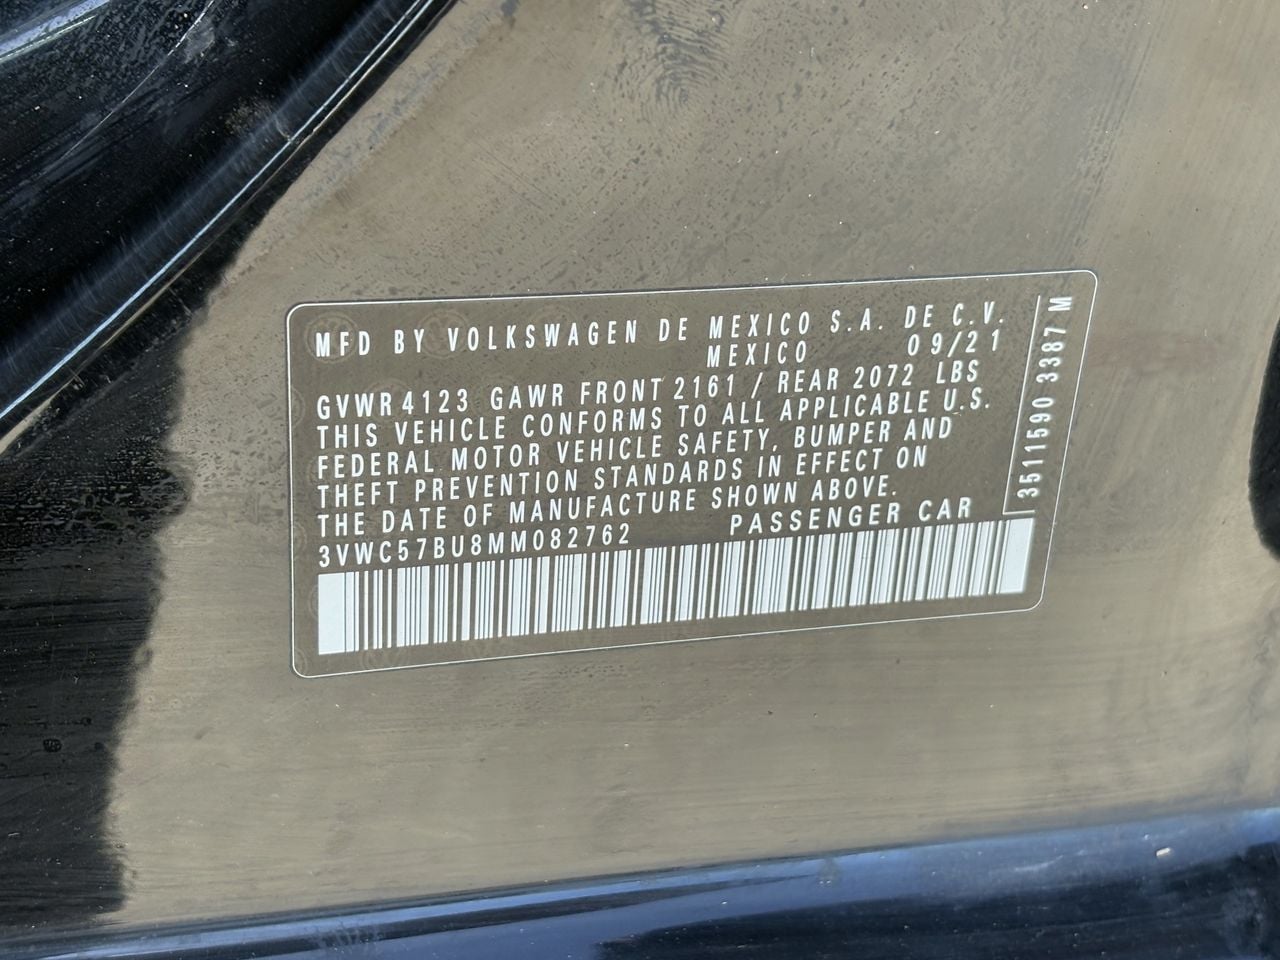 MFD BY VOLKSWAGEN DE MEXICO S.A. DE C.V.
MEXICO 09/21
GVWR 4123 GAWR FRONT 2161 / REAR 2072 LBS
THIS VEHICLE CONFORMS TO ALL APPLICABLE U.S.
FEDERAL MOTOR VEHICLE SAFETY, BUMPER AND
THEFT PREVENTION STANDARDS IN EFFECT ON
THE DATE OF MANUFACTURE SHOWN ABOVE.
3VWC57BU8MM082762 PASSENGER CAR
3511590 3387 M